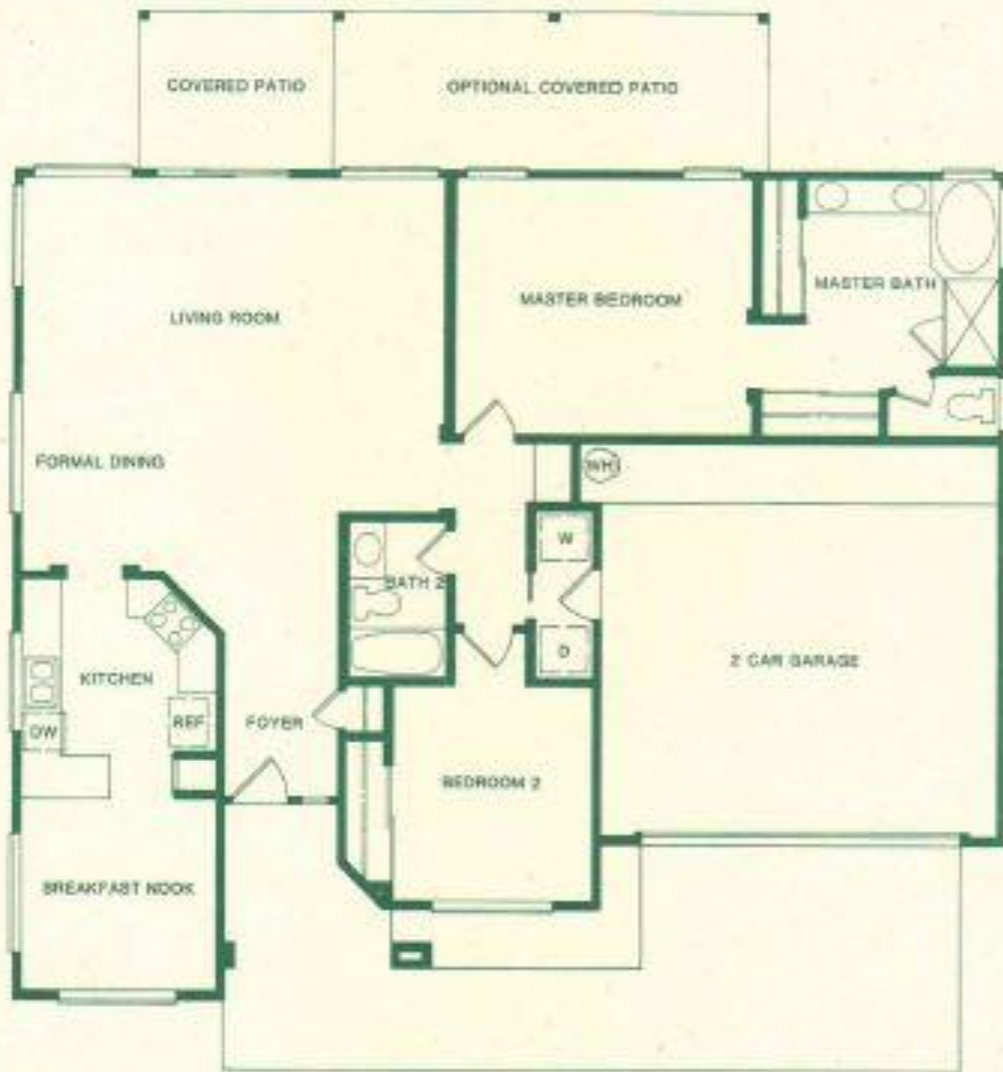 COVERED PATIO
OPTIONAL COVERED PATIO
MASTER BATH
MASTER BEDROOM
LIVING ROOM
FORMAL DINING
WH
W
BATH 2
2 CAR GARAGE
D
KITCHEN
DW
REF
FOYER
BEDROOM 2
BREAKFAST NOOK